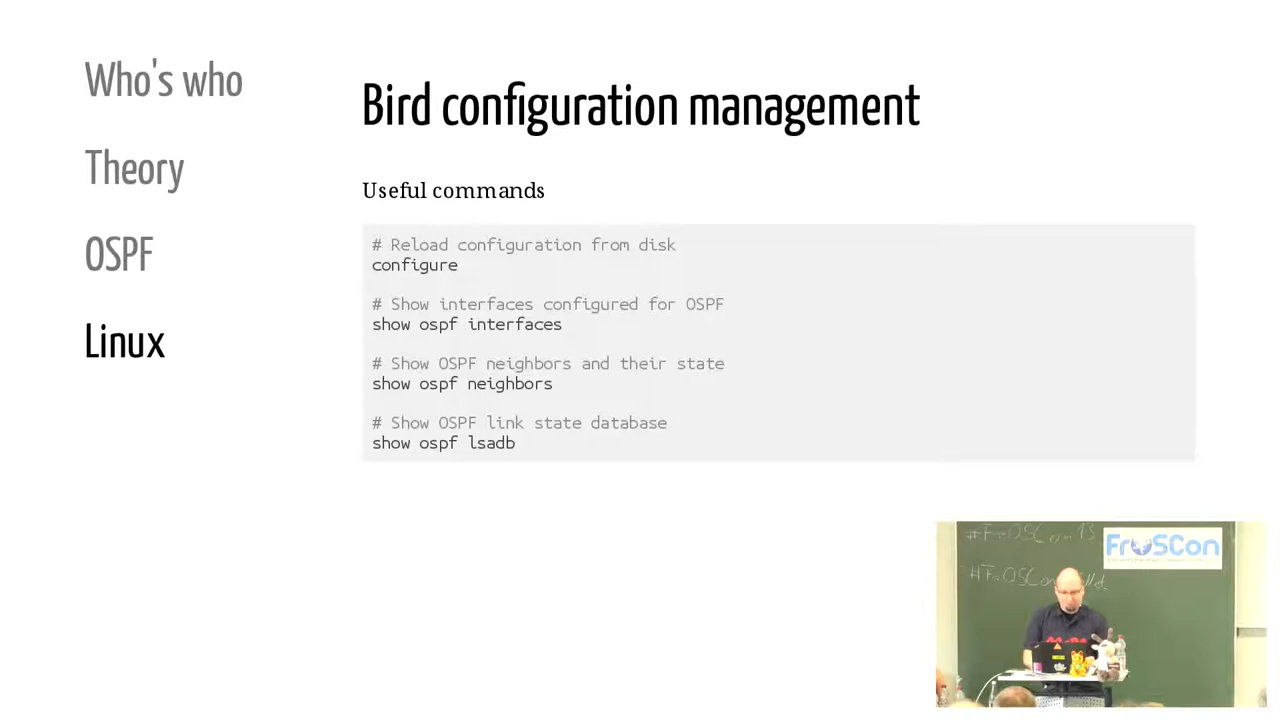 Who's who
Theory
OSPF
Linux
Bird configuration management
Useful commands
# Reload configuration from disk
configure
# Show interfaces configured for OSPF
show ospf interfaces
# Show OSPF neighbors and their state
show ospf neighbors
# Show OSPF link state database
show ospf lsadb
FrOSCon